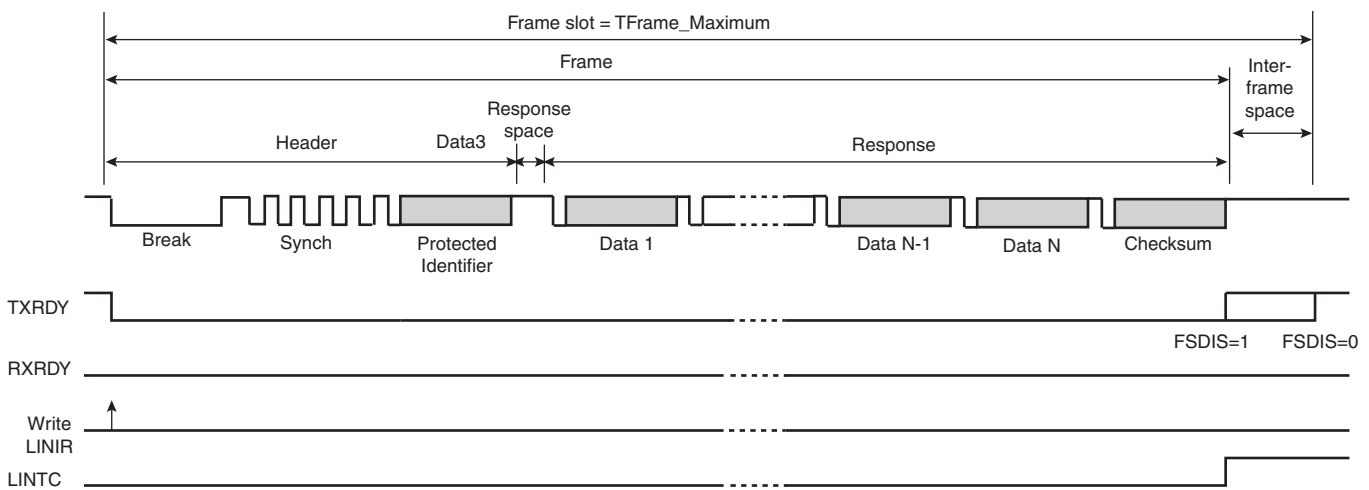 Frame slot = TFrame_Maximum
Frame
Inter-
frame
space
Response
space
Header
Data3
Response
Break
Synch
Protected
Identifier
Data 1
Data N-1
Data N
Checksum
TXRDY
FSDIS=1
FSDIS=0
RXRDY
Write
LINIR
LINTC